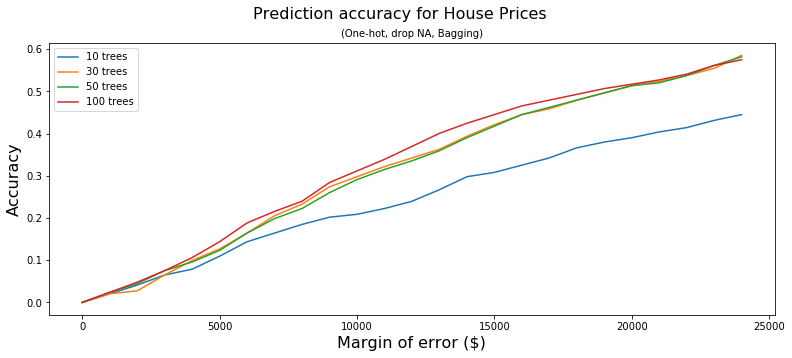 Prediction accuracy for House Prices
(One-hot, drop NA, Bagging)
10 trees
30 trees
50 trees
100 trees
Accuracy
0.6
0.5
0.4
0.3
0.2
0.1
0.0
0 5000 10000 15000 20000 25000
Margin of error ($)